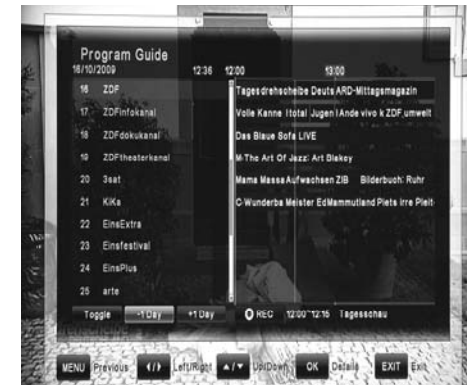 Program Guide
16/10/2009 12:36 12:00 13:00
16 ZDF Tagesdrehscheibe Deuts ARD-Mittagsmagazin
17 ZDFinfokanal Volle Kanne !total Jugen lAnde vivo k ZDF.umwelt
18 ZDFdokukanal Das Blaue Sofa LIVE
19 ZDFtheaterkanal M-The Art Of Jazz: Art Blakey
20 3sat Mama Massa Aufwachsen ZIB Bilderbuch: Ruhr
21 KiKa C-Wunderba Meister Ed Mammutland Piets irre Pleit
22 EinsExtra
23 Einsfestival
24 EinsPlus
25 arte
Toggle -1 Day +1 Day REC 12:00~12:15 Tagesschau
MENU Previous Left/Right Up/Down OK Details EXIT Exit